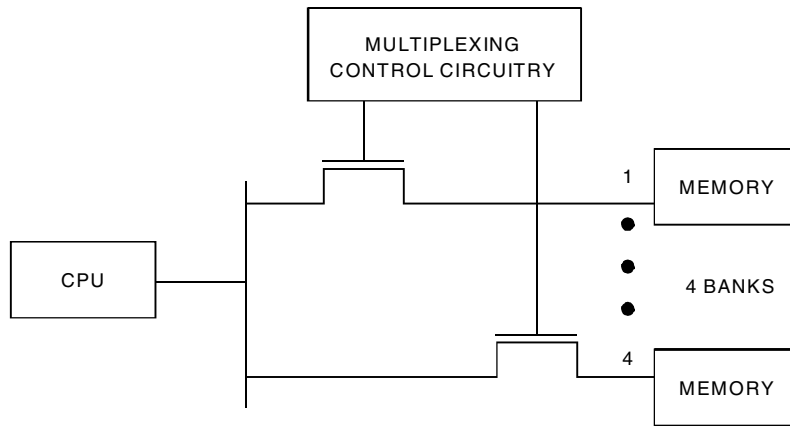 MULTIPLEXING
CONTROL CIRCUITRY
1
MEMORY
CPU
4 BANKS
4
MEMORY